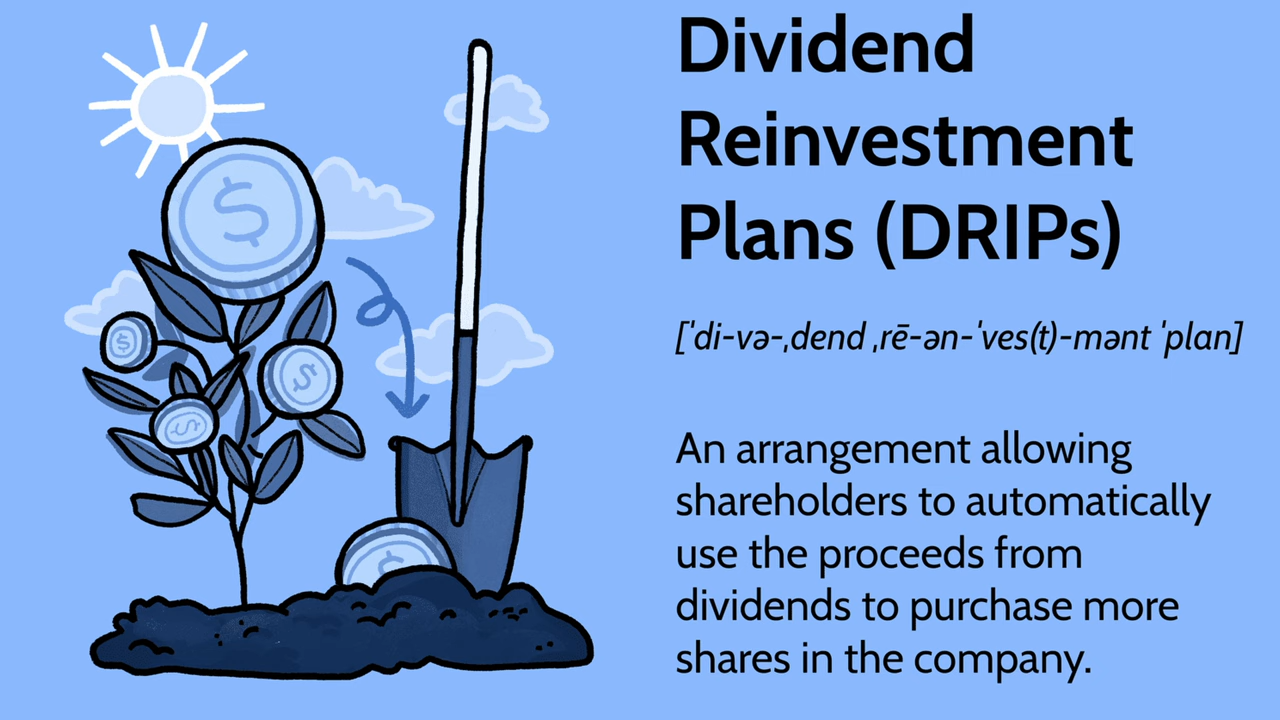 Dividend
Reinvestment
Plans (DRIPs)
[ˈdi-və-ˌdend ˌrē-ən-ˈves(t)-mənt ˈplan]
An arrangement allowing
shareholders to automatically
use the proceeds from
dividends to purchase more
shares in the company.
$
$
$
$
$